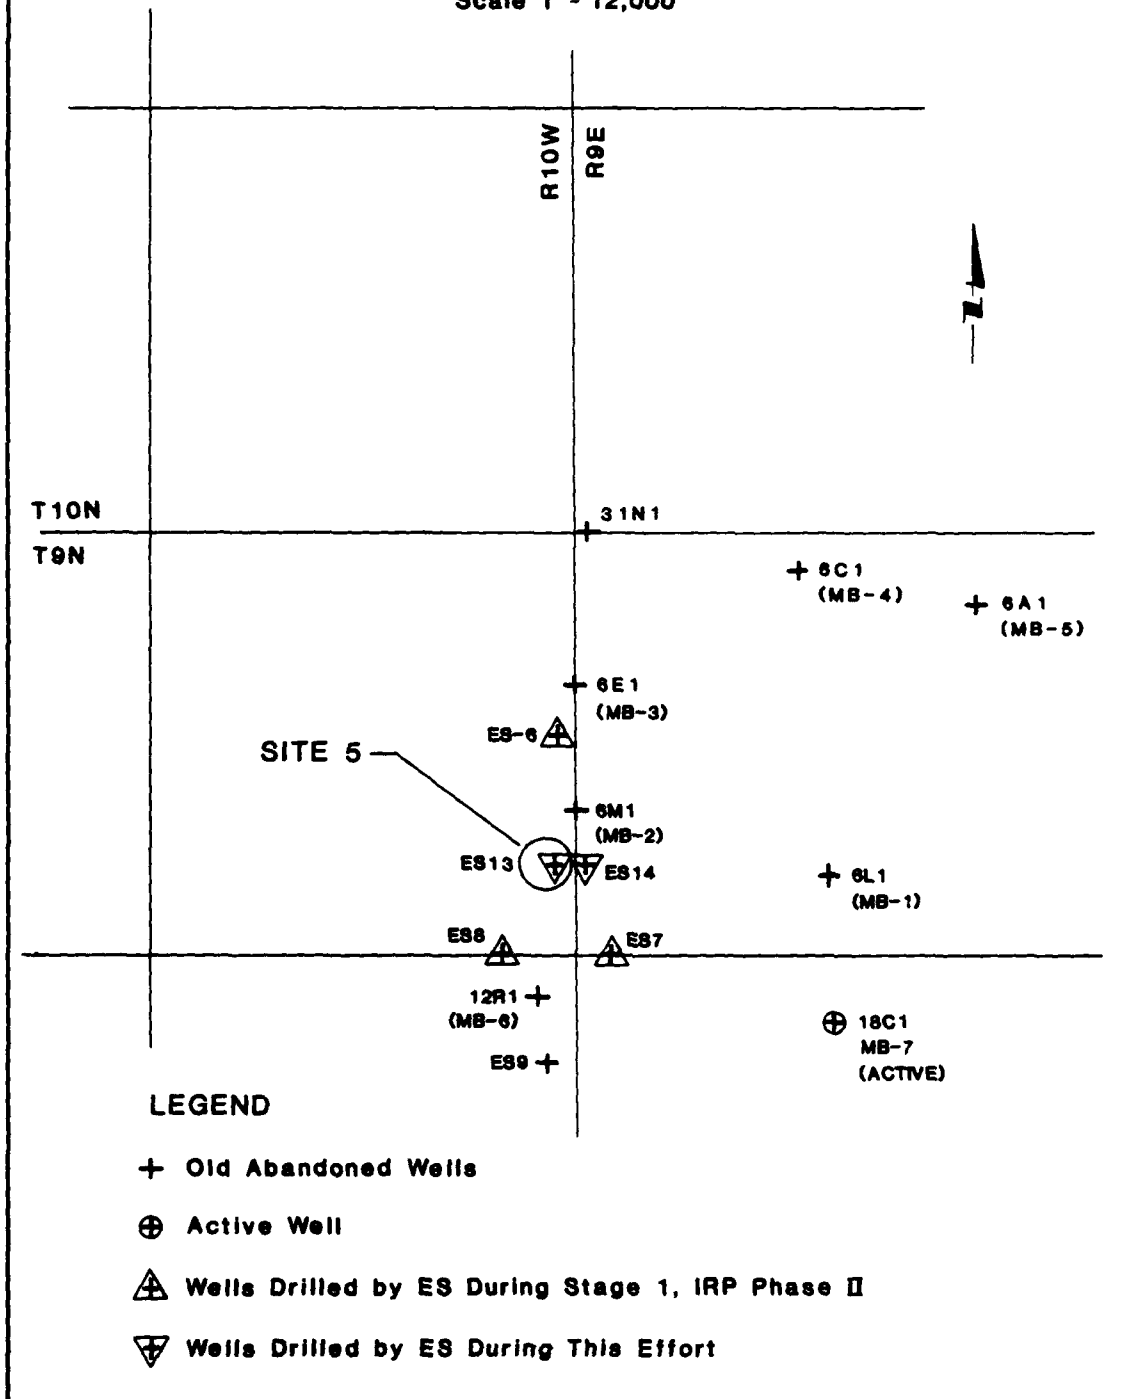 Scale 1 - 12,000
R10W
R9E
N
T10N
T9N
31N1
6C1
(MB-4)
6A1
(MB-5)
6E1
(MB-3)
ES-6
SITE 5
6M1
(MB-2)
ES13
ES14
6L1
(MB-1)
ES8
ES7
12R1
(MB-6)
18C1
MB-7
(ACTIVE)
ES9
LEGEND
Old Abandoned Wells
Active Well
Wells Drilled by ES During Stage 1, IRP Phase II
Wells Drilled by ES During This Effort